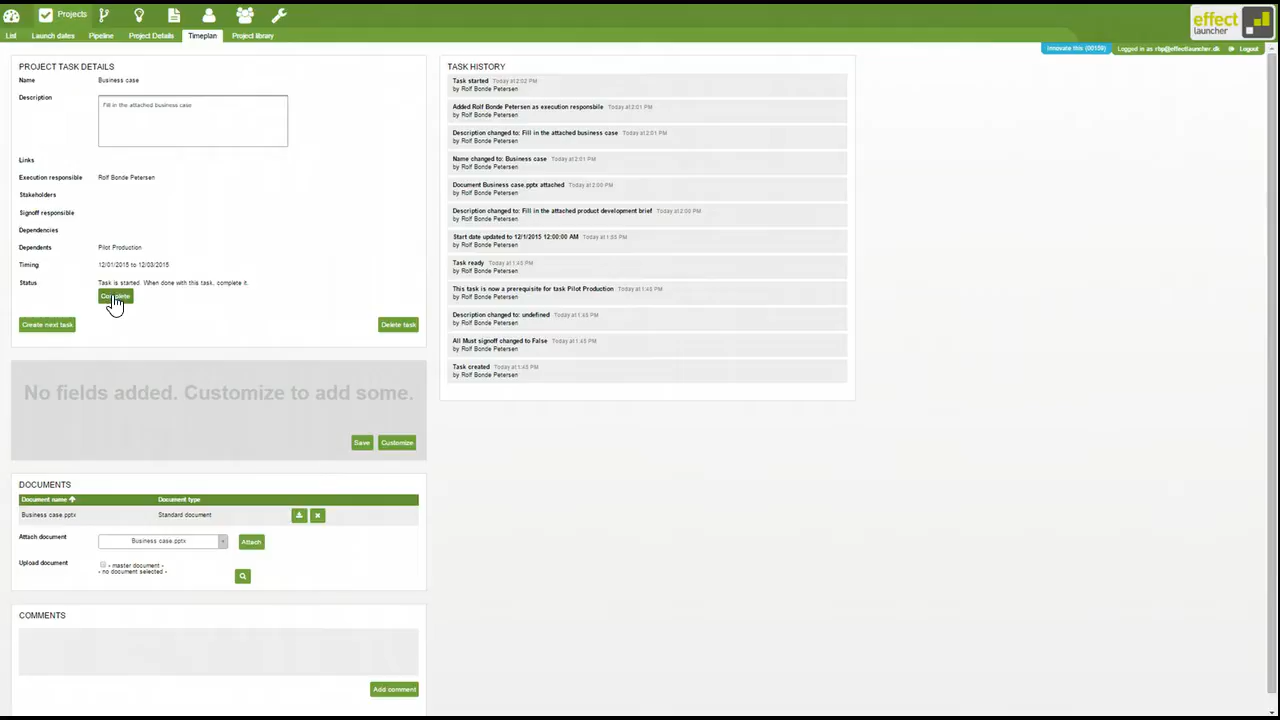 Projects
List
Launch dates
Pipeline
Project Details
Timeplan
Project library
effect
launcher
Innovate this (00159)
Logged in as rbp@effectlauncher.dk
Logout
PROJECT TASK DETAILS
Name
Business case
Description
Fill in the attached business case
Links
Execution responsible
Rolf Bonde Petersen
Stakeholders
Signoff responsible
Dependencies
Dependents
Pilot Production
Timing
12/01/2015 to 12/03/2015
Status
Task is started. When done with this task, complete it.
Complete
Create next task
Delete task
No fields added. Customize to add some.
Save
Customize
DOCUMENTS
Document name
Document type
Business case.pptx
Standard document
Attach document
Business case.pptx
Attach
Upload document
- master document -
- no document selected -
COMMENTS
Add comment
TASK HISTORY
Task started Today at 2:02 PM
by Rolf Bonde Petersen
Added Rolf Bonde Petersen as execution responsbile Today at 2:01 PM
by Rolf Bonde Petersen
Description changed to: Fill in the attached business case Today at 2:01 PM
by Rolf Bonde Petersen
Name changed to: Business case Today at 2:01 PM
by Rolf Bonde Petersen
Document Business case.pptx attached Today at 2:00 PM
by Rolf Bonde Petersen
Description changed to: Fill in the attached product development brief Today at 2:00 PM
by Rolf Bonde Petersen
Start date updated to 12/1/2015 12:00:00 AM Today at
by Rolf Bonde Petersen
Task ready Today at 1:45 PM
by Rolf Bonde Petersen
This task is now a prerequisite for task Pilot Production Today at 1:45 PM
by Rolf Bonde Petersen
Description changed to: undefined Today at 1:45 PM
by Rolf Bonde Petersen
All Must signoff changed to False Today at 1:45 PM
by Rolf Bonde Petersen
Task created Today at 1:45 PM
by Rolf Bonde Petersen